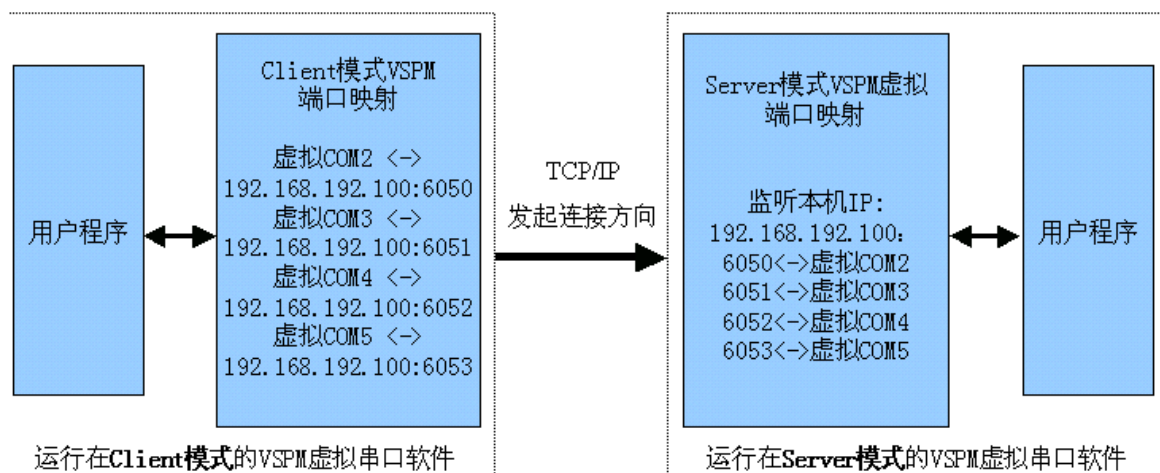 用户程序
Client模式VSPM
端口映射
虚拟COM2 <->
192.168.192.100:6050
虚拟COM3 <->
192.168.192.100:6051
虚拟COM4 <->
192.168.192.100:6052
虚拟COM5 <->
192.168.192.100:6053
运行在Client模式的VSPM虚拟串口软件
TCP/IP
发起连接方向
Server模式VSPM虚拟
端口映射
监听本机IP:
192.168.192.100:
6050<->虚拟COM2
6051<->虚拟COM3
6052<->虚拟COM4
6053<->虚拟COM5
用户程序
运行在Server模式的VSPM虚拟串口软件